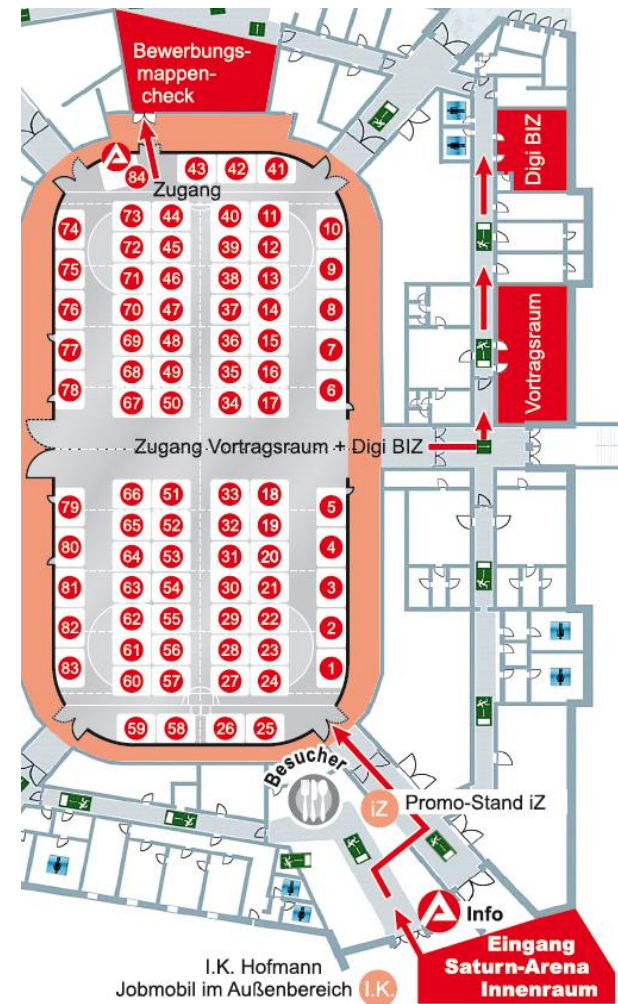 Bewerbungs-
mappen-
check
Digi BIZ
84 43 42 41
Zugang
74 73 44 40 11 10
75 72 45 39 12 9
71 46 38 13
76 70 47 37 14 8
77 69 48 36 15 7
78 68 49 35 16 6
67 50 34 17
Vortragsraum
Zugang Vortragsraum + Digi BIZ
79 66 51 33 18 5
80 65 52 32 19 4
64 53 31 20
81 63 54 30 21 3
82 62 55 29 22 2
83 61 56 28 23 1
60 57 27 24
59 58 26 25
Besucher
iZ Promo-Stand iZ
Info
Eingang
Saturn-Arena
Innenraum
I.K. Hofmann
Jobmobil im Außenbereich I.K.